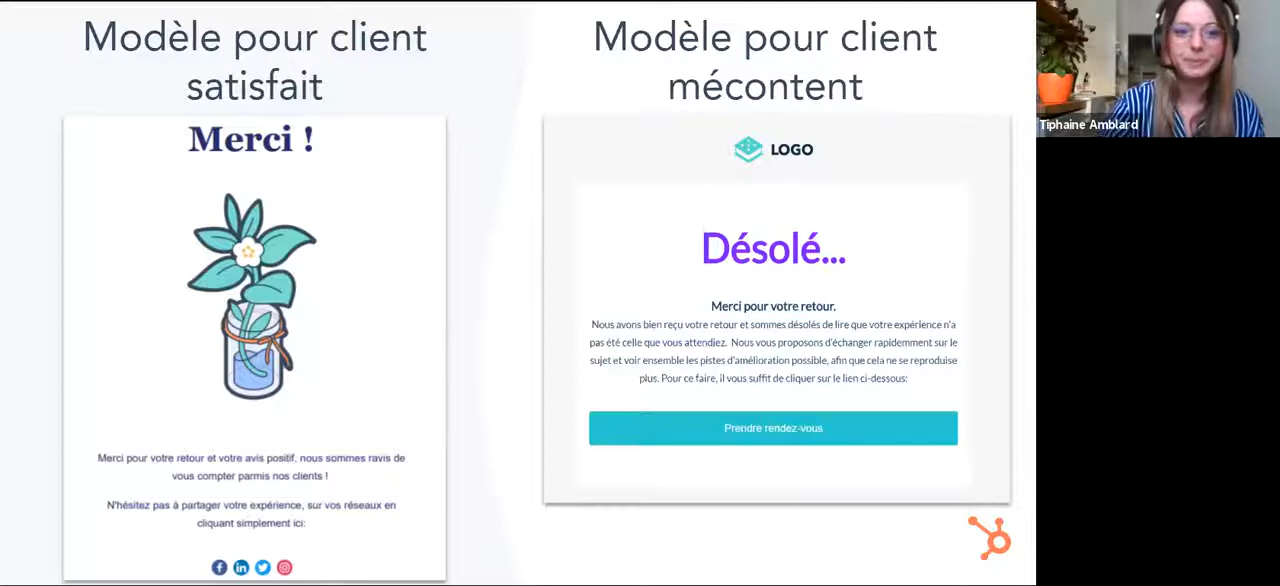 Modèle pour client
satisfait
Merci !
Merci pour votre retour et votre avis positif, nous sommes ravis de
vous compter parmis nos clients !
N'hésitez pas à partager votre expérience, sur vos réseaux en
cliquant simplement ici:
Modèle pour client
mécontent
LOGO
Désolé...
Merci pour votre retour.
Nous avons bien reçu votre retour et sommes désolés de lire que votre expérience n'a
pas été celle que vous attendiez. Nous vous proposons d'échanger rapidemment sur le
sujet et voir ensemble les pistes d'amélioration possible, afin que cela ne se reproduise
plus. Pour ce faire, il vous suffit de cliquer sur le lien ci-dessous:
Prendre rendez-vous
Tiphaine Amblard